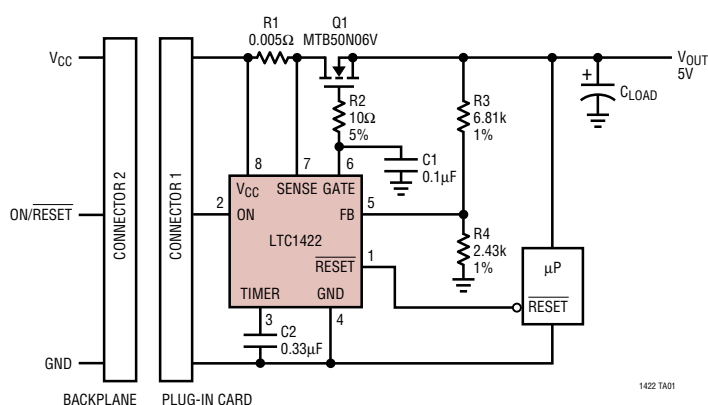 R1
0.005Ω
Q1
MTB50N06V
VCC
VOUT
5V
CLOAD
+
R2
10Ω
5%
R3
6.81k
1%
C1
0.1µF
8
7
6
VCC
SENSE
GATE
2
ON
5
FB
LTC1422
1
RESET
TIMER
GND
3
4
C2
0.33µF
R4
2.43k
1%
µP
RESET
ON/RESET
GND
CONNECTOR 2
CONNECTOR 1
BACKPLANE
PLUG-IN CARD
1422 TA01